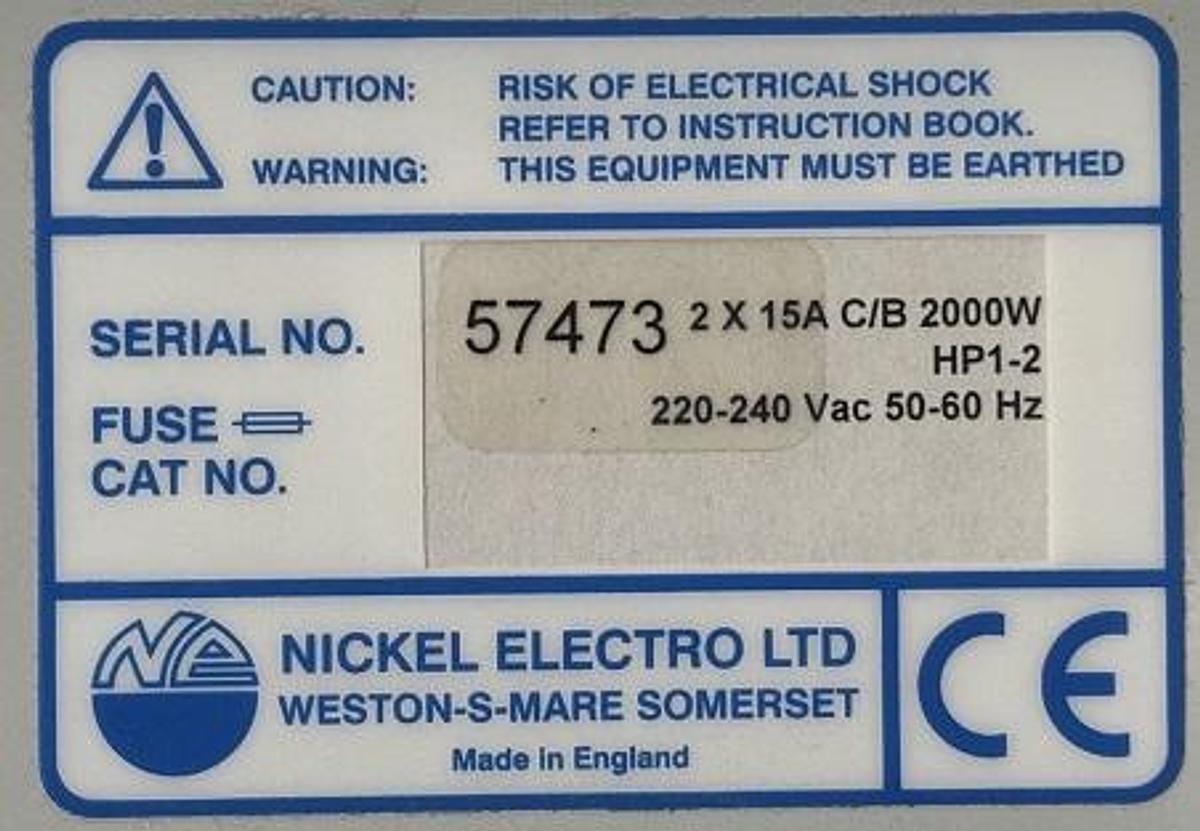 CAUTION: RISK OF ELECTRICAL SHOCK
REFER TO INSTRUCTION BOOK.
WARNING: THIS EQUIPMENT MUST BE EARTHED
SERIAL NO. 57473 2 X 15A C/B 2000W
HP1-2
FUSE 220-240 Vac 50-60 Hz
CAT NO.
NE
NICKEL ELECTRO LTD
WESTON-S-MARE SOMERSET
Made in England
CE